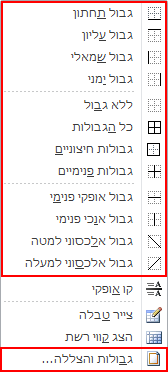 גבול תחתון
גבול עליון
גבול שמאלי
גבול ימני
ללא גבול
כל הגבולות
גבולות חיצוניים
גבולות פנימיים
גבול אופקי פנימי
גבול אנכי פנימי
גבול אלכסוני למטה
גבול אלכסוני למעלה
קו אופקי
צייר טבלה
הצג קווי רשת
גבולות והצללה...